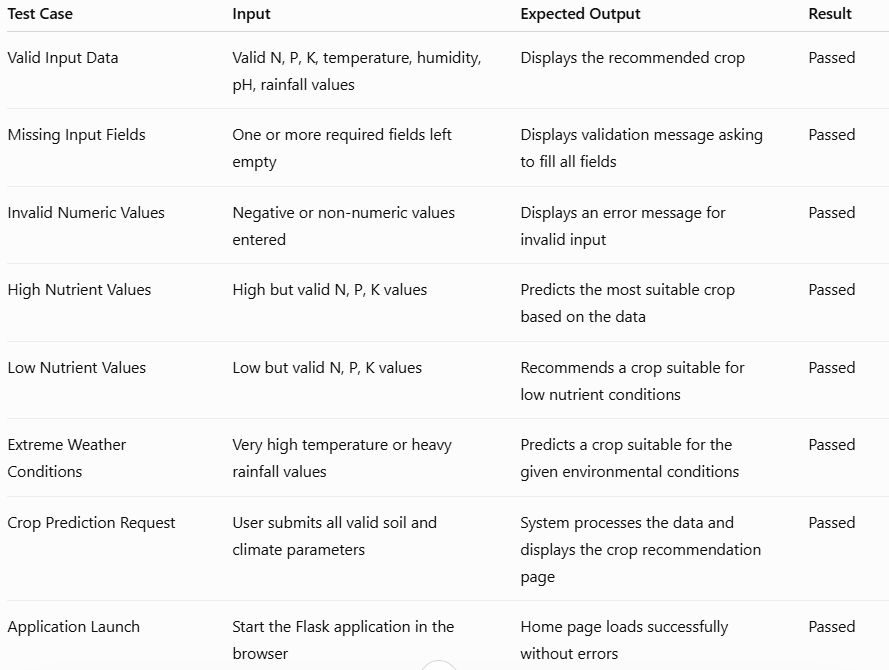 Test Case Input Expected Output Result
Valid Input Data Valid N, P, K, temperature, humidity, Displays the recommended crop Passed
pH, rainfall values
Missing Input Fields One or more required fields left Displays validation message asking Passed
empty to fill all fields
Invalid Numeric Values Negative or non-numeric values Displays an error message for Passed
entered invalid input
High Nutrient Values High but valid N, P, K values Predicts the most suitable crop Passed
based on the data
Low Nutrient Values Low but valid N, P, K values Recommends a crop suitable for Passed
low nutrient conditions
Extreme Weather Very high temperature or heavy Predicts a crop suitable for the Passed
Conditions rainfall values given environmental conditions
Crop Prediction Request User submits all valid soil and System processes the data and Passed
climate parameters displays the crop recommendation
page
Application Launch Start the Flask application in the Home page loads successfully Passed
browser without errors